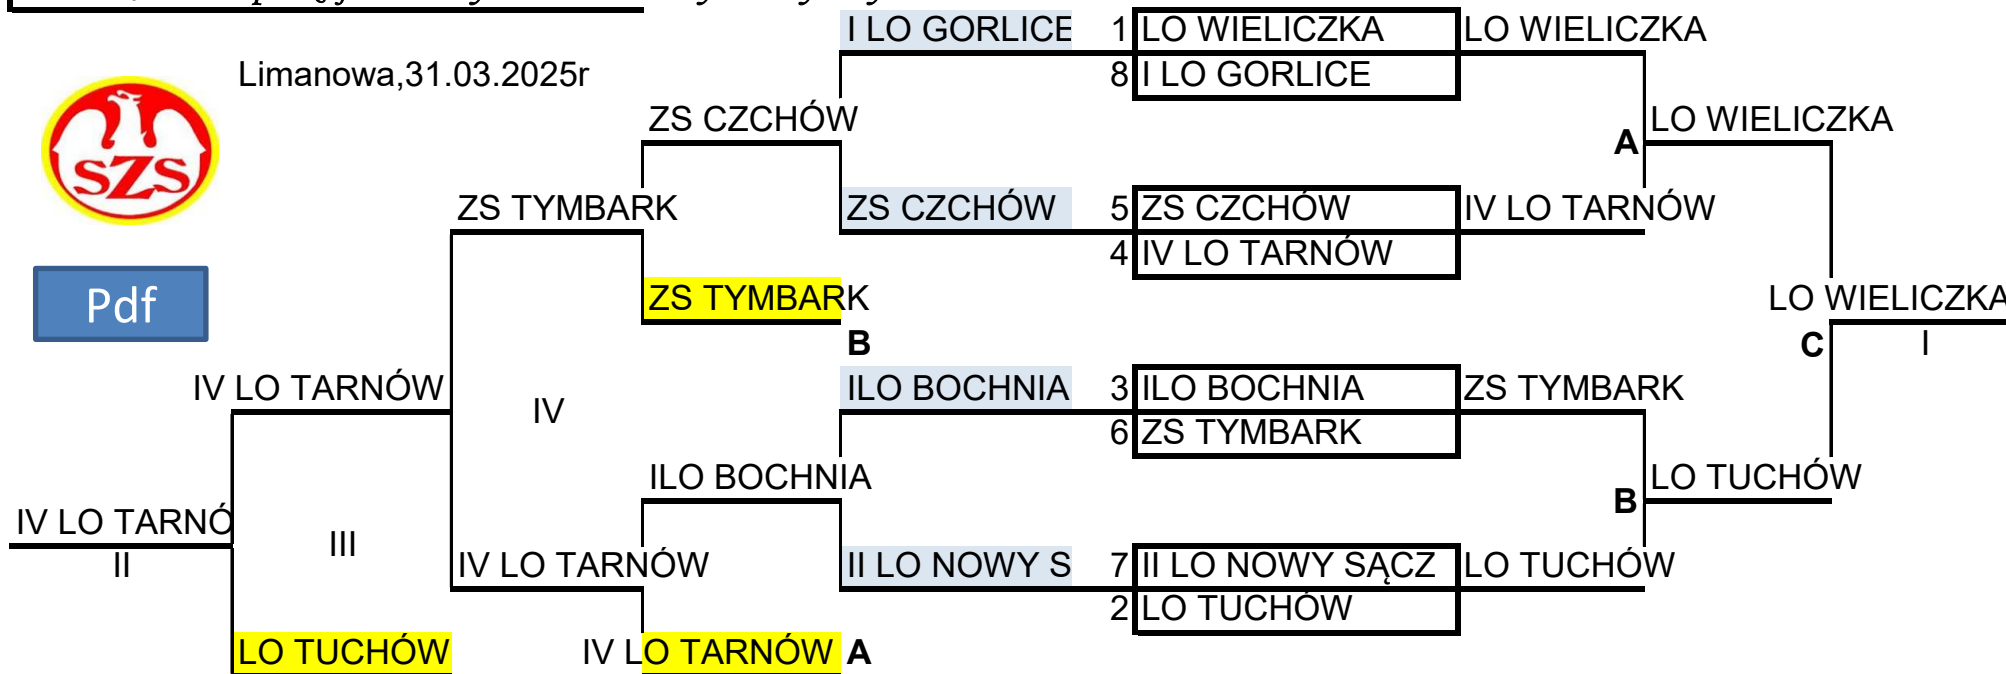 I LO GORLICE 1 LO WIELICZKA LO WIELICZKA
Limanowa,31.03.2025r 8 I LO GORLICE
ZS CZCHÓW LO WIELICZKA
A
SZS
ZS TYMBARK ZS CZCHÓW 5 ZS CZCHÓW IV LO TARNÓW
4 IV LO TARNÓW
Pdf ZS TYMBARK LO WIELICZKA
B C I
IV LO TARNÓW IV ILO BOCHNIA 3 ILO BOCHNIA ZS TYMBARK
6 ZS TYMBARK
ILO BOCHNIA LO TUCHÓW
B
IV LO TARNÓ III
II IV LO TARNÓW II LO NOWY S 7 II LO NOWY SĄCZ LO TUCHÓW
2 LO TUCHÓW
LO TUCHÓW IV LO TARNÓW A